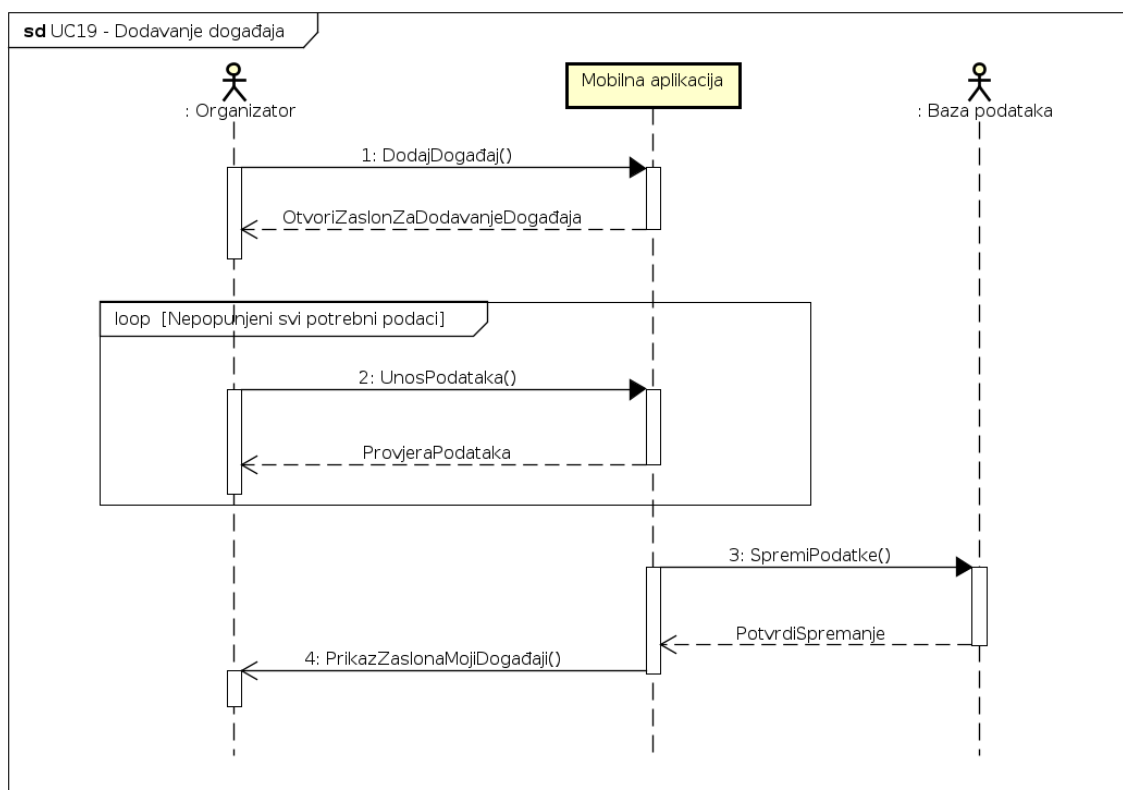 sd UC19 - Dodavanje događaja
: Organizator
Mobilna aplikacija
: Baza podataka
1: DodajDogađaj()
OtvoriZaslonZaDodavanjeDogađaja
loop [Nepopunjeni svi potrebni podaci]
2: UnosPodataka()
ProvjeraPodataka
3: SpremiPodatke()
PotvrdiSpremanje
4: PrikazZaslonaMojiDogađaji()